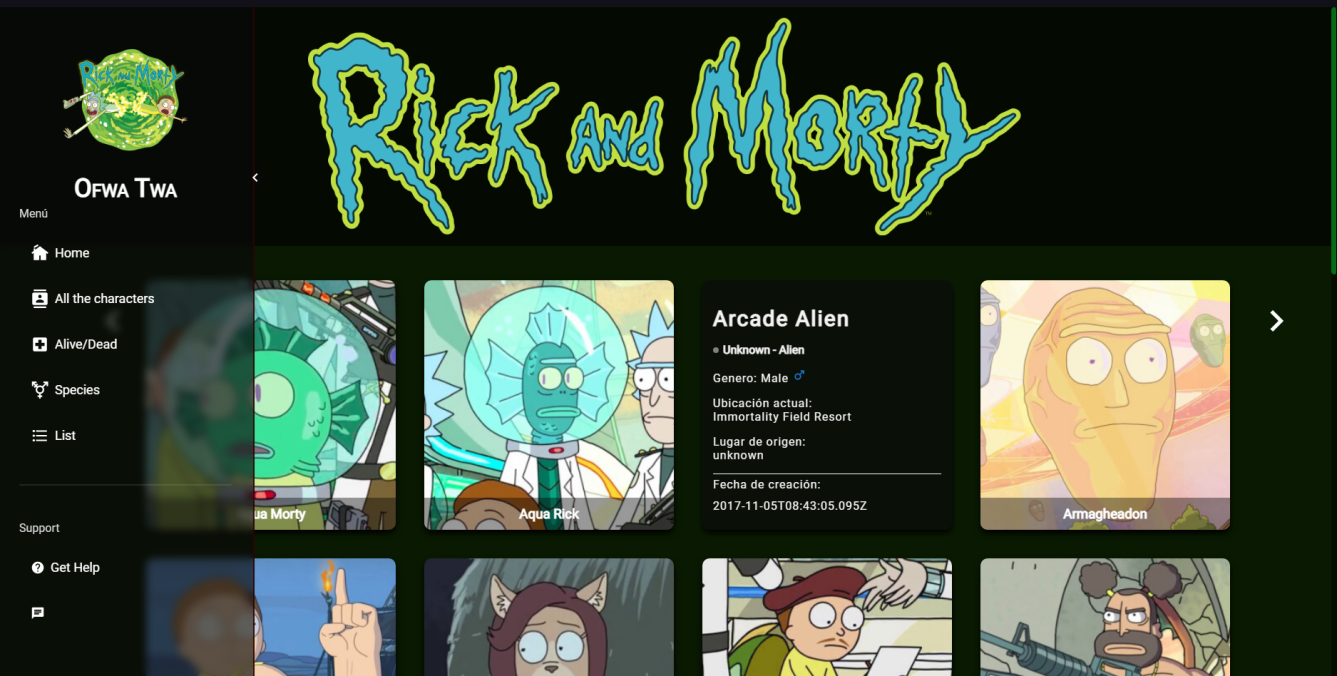 Rick and Morty
OFWA TWA
Menú
Home
All the characters
Alive/Dead
Species
List
Support
Get Help
RICK AND MORTY
™
ua Morty
Aqua Rick
Arcade Alien
Unknown - Alien
Genero: Male ♂
Ubicación actual:
Immortality Field Resort
Lugar de origen:
unknown
Fecha de creación:
2017-11-05T08:43:05.095Z
Armagheadon